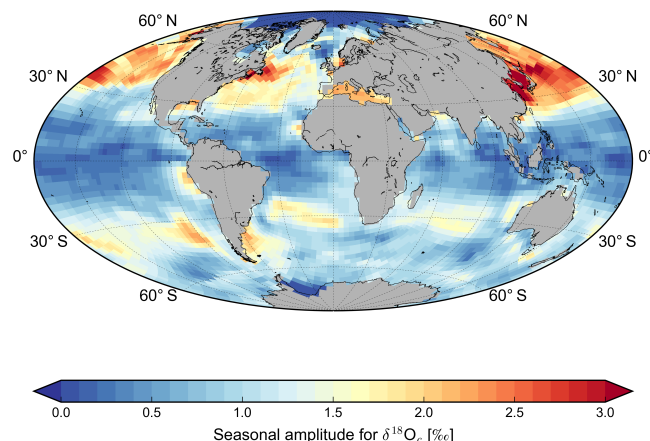 60° N 60° N
30° N 30° N
0° 0°
30° S 30° S
60° S 60° S
0.0 0.5 1.0 1.5 2.0 2.5 3.0
Seasonal amplitude for δ¹⁸O꜀ [‰]